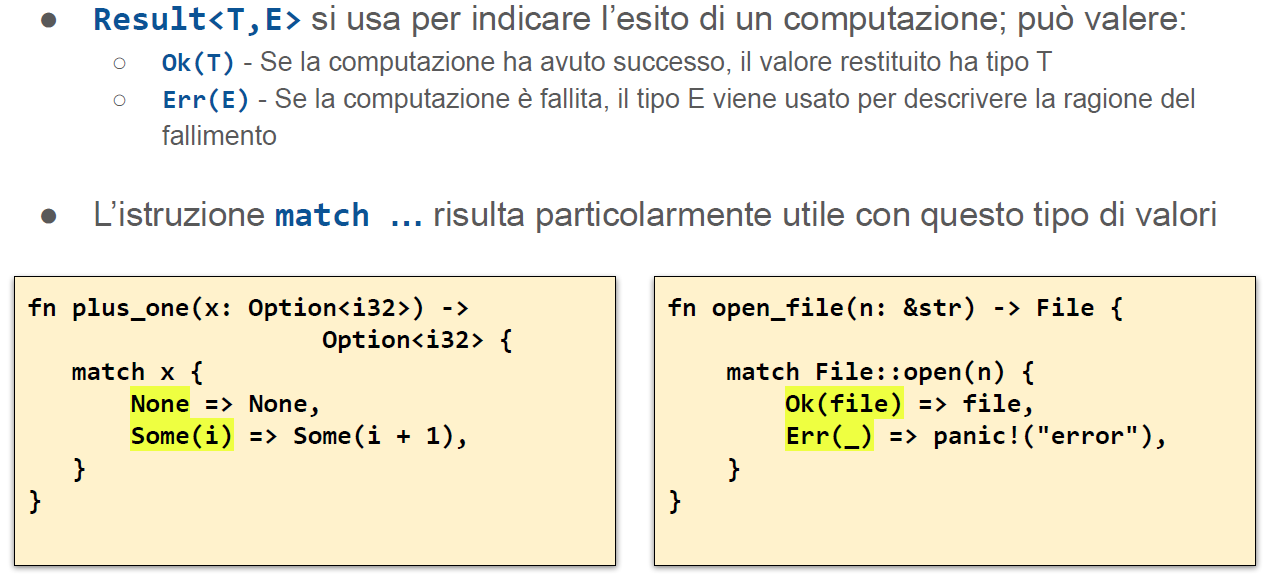 ● Result<T,E> si usa per indicare l’esito di un computazione; può valere:
○ Ok(T) - Se la computazione ha avuto successo, il valore restituito ha tipo T
○ Err(E) - Se la computazione è fallita, il tipo E viene usato per descrivere la ragione del
fallimento
● L’istruzione match ... risulta particolarmente utile con questo tipo di valori
fn plus_one(x: Option<i32>) ->
Option<i32> {
match x {
None => None,
Some(i) => Some(i + 1),
}
}
fn open_file(n: &str) -> File {
match File::open(n) {
Ok(file) => file,
Err(_) => panic!("error"),
}
}